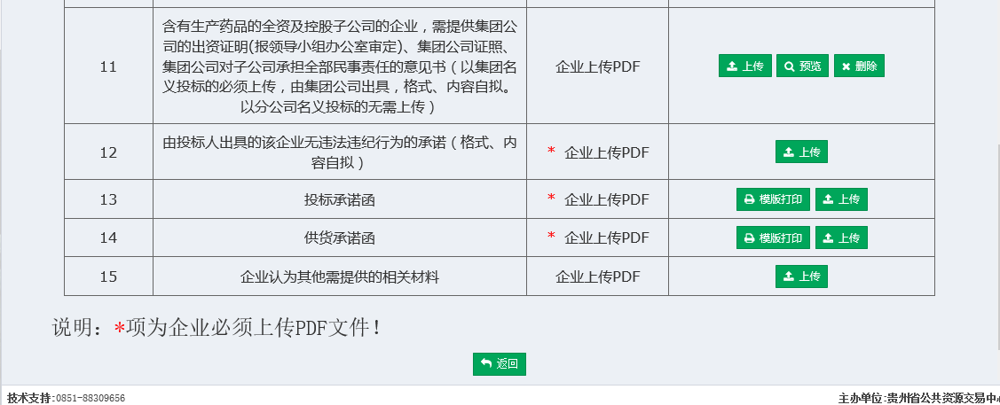 含有生产药品的全资及控股子公司的企业，需提供集团公
司的出资证明(报领导小组办公室审定)、集团公司证照、
11 集团公司对子公司承担全部民事责任的意见书（以集团名 企业上传PDF 上传 预览 删除
义投标的必须上传，由集团公司出具，格式、内容自拟。
以分公司名义投标的无需上传）
12 由投标人出具的该企业无违法违纪行为的承诺（格式、内 * 企业上传PDF 上传
容自拟）
13 投标承诺函 * 企业上传PDF 模版打印 上传
14 供货承诺函 * 企业上传PDF 模版打印 上传
15 企业认为其他需提供的相关材料 企业上传PDF 上传
说明：*项为企业必须上传PDF文件！
返回
技术支持:0851-88309656 主办单位:贵州省公共资源交易中